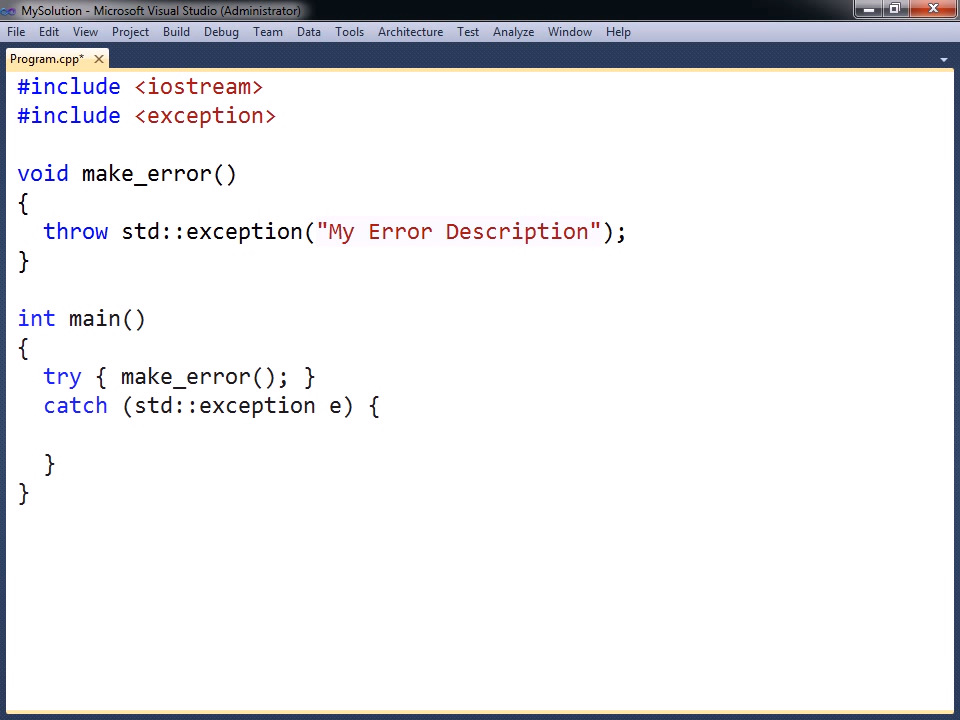 MySolution - Microsoft Visual Studio (Administrator)
File Edit View Project Build Debug Team Data Tools Architecture Test Analyze Window Help
Program.cpp*
#include <iostream>
#include <exception>
void make_error()
{
  throw std::exception("My Error Description");
}
int main()
{
  try { make_error(); }
  catch (std::exception e) {
  }
}